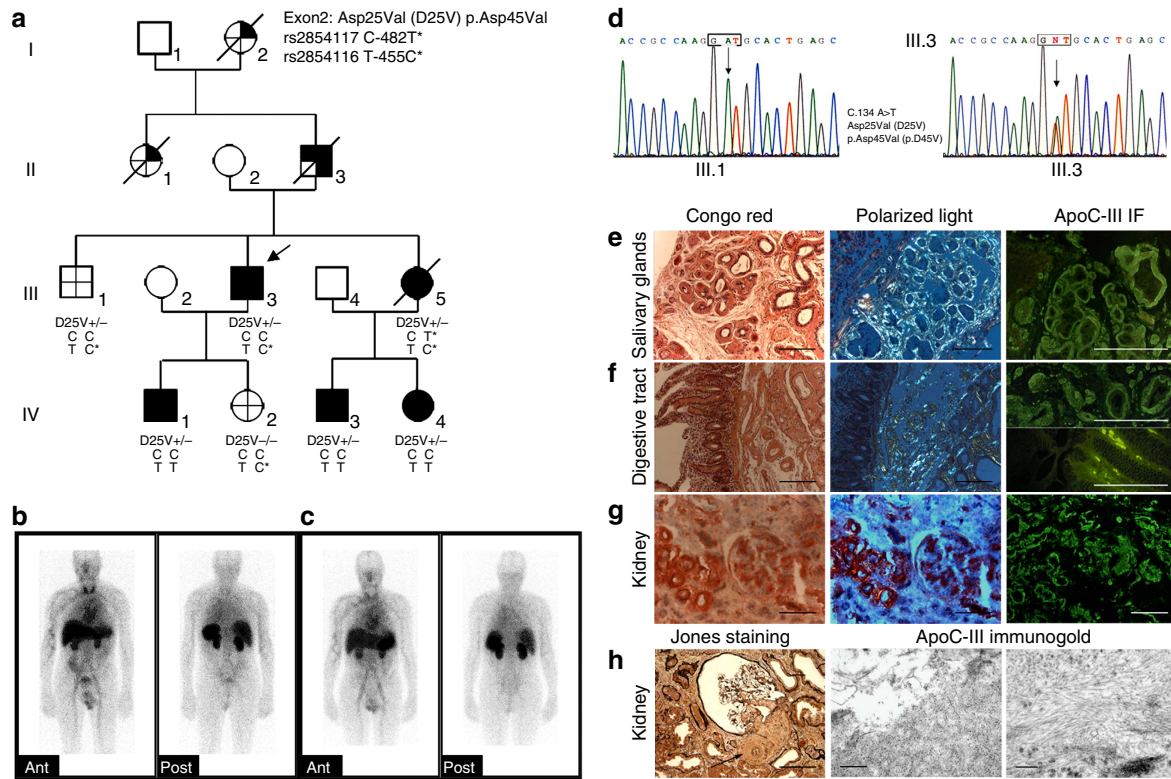 a
Exon2: Asp25Val (D25V) p.Asp45Val
rs2854117 C-482T*
rs2854116 T-455C*
I
1
2
II
1
2
3
III
1
2
3
4
5
D25V+/–
C C
T C*
D25V+/–
C C
T C*
D25V+/–
C T*
T C*
IV
1
2
3
4
D25V+/–
C C
T T
D25V–/–
C C
T C*
D25V+/–
C C
T T
D25V+/–
C C
T T
b
Ant
Post
c
Ant
Post
d
A C C G C C A A G G A T G C A C T G A G C
III.1
C.134 A>T
Asp25Val (D25V)
p.Asp45Val (p.D45V)
III.3
A C C G C C A A G G N T G C A C T G A G C
III.3
Congo red
Polarized light
ApoC-III IF
e
Salivary glands
f
Digestive tract
g
Kidney
Jones staining
ApoC-III immunogold
h
Kidney